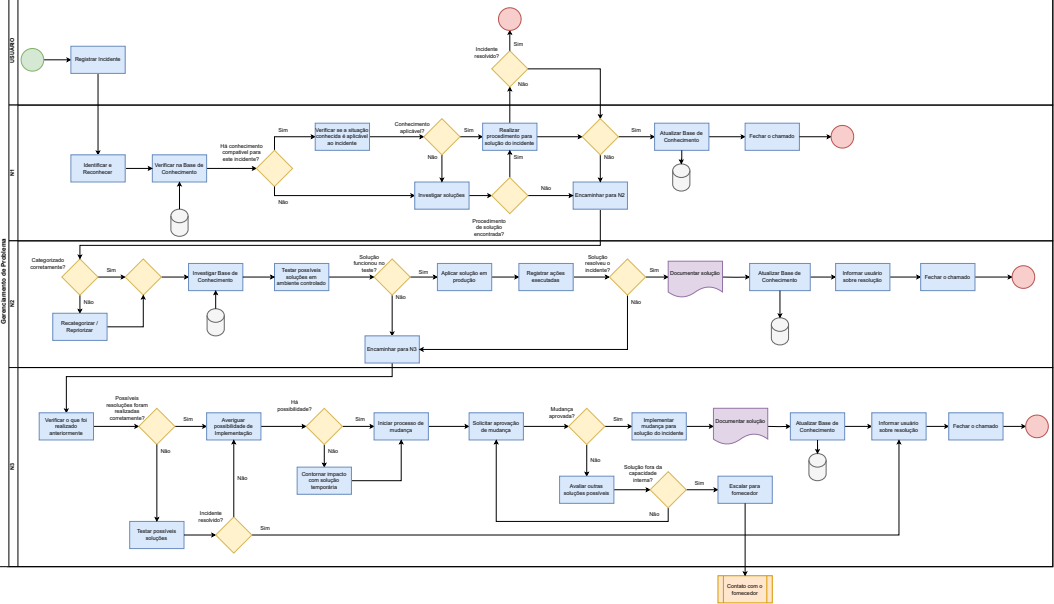 Gerenciamento de Problema
USUÁRIO
Registrar Incidente
Incidente
resolvido?
Sim
Não
N1
Identificar e
Reconhecer
Verificar na Base de
Conhecimento
Há conhecimento
compatível para
este incidente?
Sim
Não
Verificar se a situação
conhecida é aplicável
ao incidente
Conhecimento
aplicável?
Sim
Não
Investigar soluções
Realizar
procedimento para
solução do incidente
Sim
Não
Procedimento
de solução
encontrada?
Sim
Não
Encaminhar para N2
Atualizar Base de
Conhecimento
Fechar o chamado
N2
Categorizado
corretamente?
Sim
Não
Recategorizar /
Repriorizar
Investigar Base de
Conhecimento
Testar possíveis
soluções em
ambiente controlado
Solução
funcionou no
teste?
Sim
Não
Aplicar solução em
produção
Registrar ações
executadas
Solução
resolveu o
incidente?
Sim
Não
Documentar solução
Atualizar Base de
Conhecimento
Informar usuário
sobre resolução
Fechar o chamado
Encaminhar para N3
N3
Verificar o que foi
realizado
anteriormente
Possíveis
resoluções foram
realizadas
corretamente?
Sim
Não
Testar possíveis
soluções
Incidente
resolvido?
Não
Sim
Averiguar
possibilidade de
Implementação
Há
possibilidade?
Sim
Não
Contornar impacto
com solução
temporária
Iniciar processo de
mudança
Solicitar aprovação
de mudança
Mudança
aprovada?
Sim
Não
Avaliar outras
soluções possíveis
Solução fora da
capacidade
interna?
Sim
Não
Escalar para
fornecedor
Implementar
mudança para
solução do incidente
Documentar solução
Atualizar Base de
Conhecimento
Informar usuário
sobre resolução
Fechar o chamado
Contato com o
fornecedor